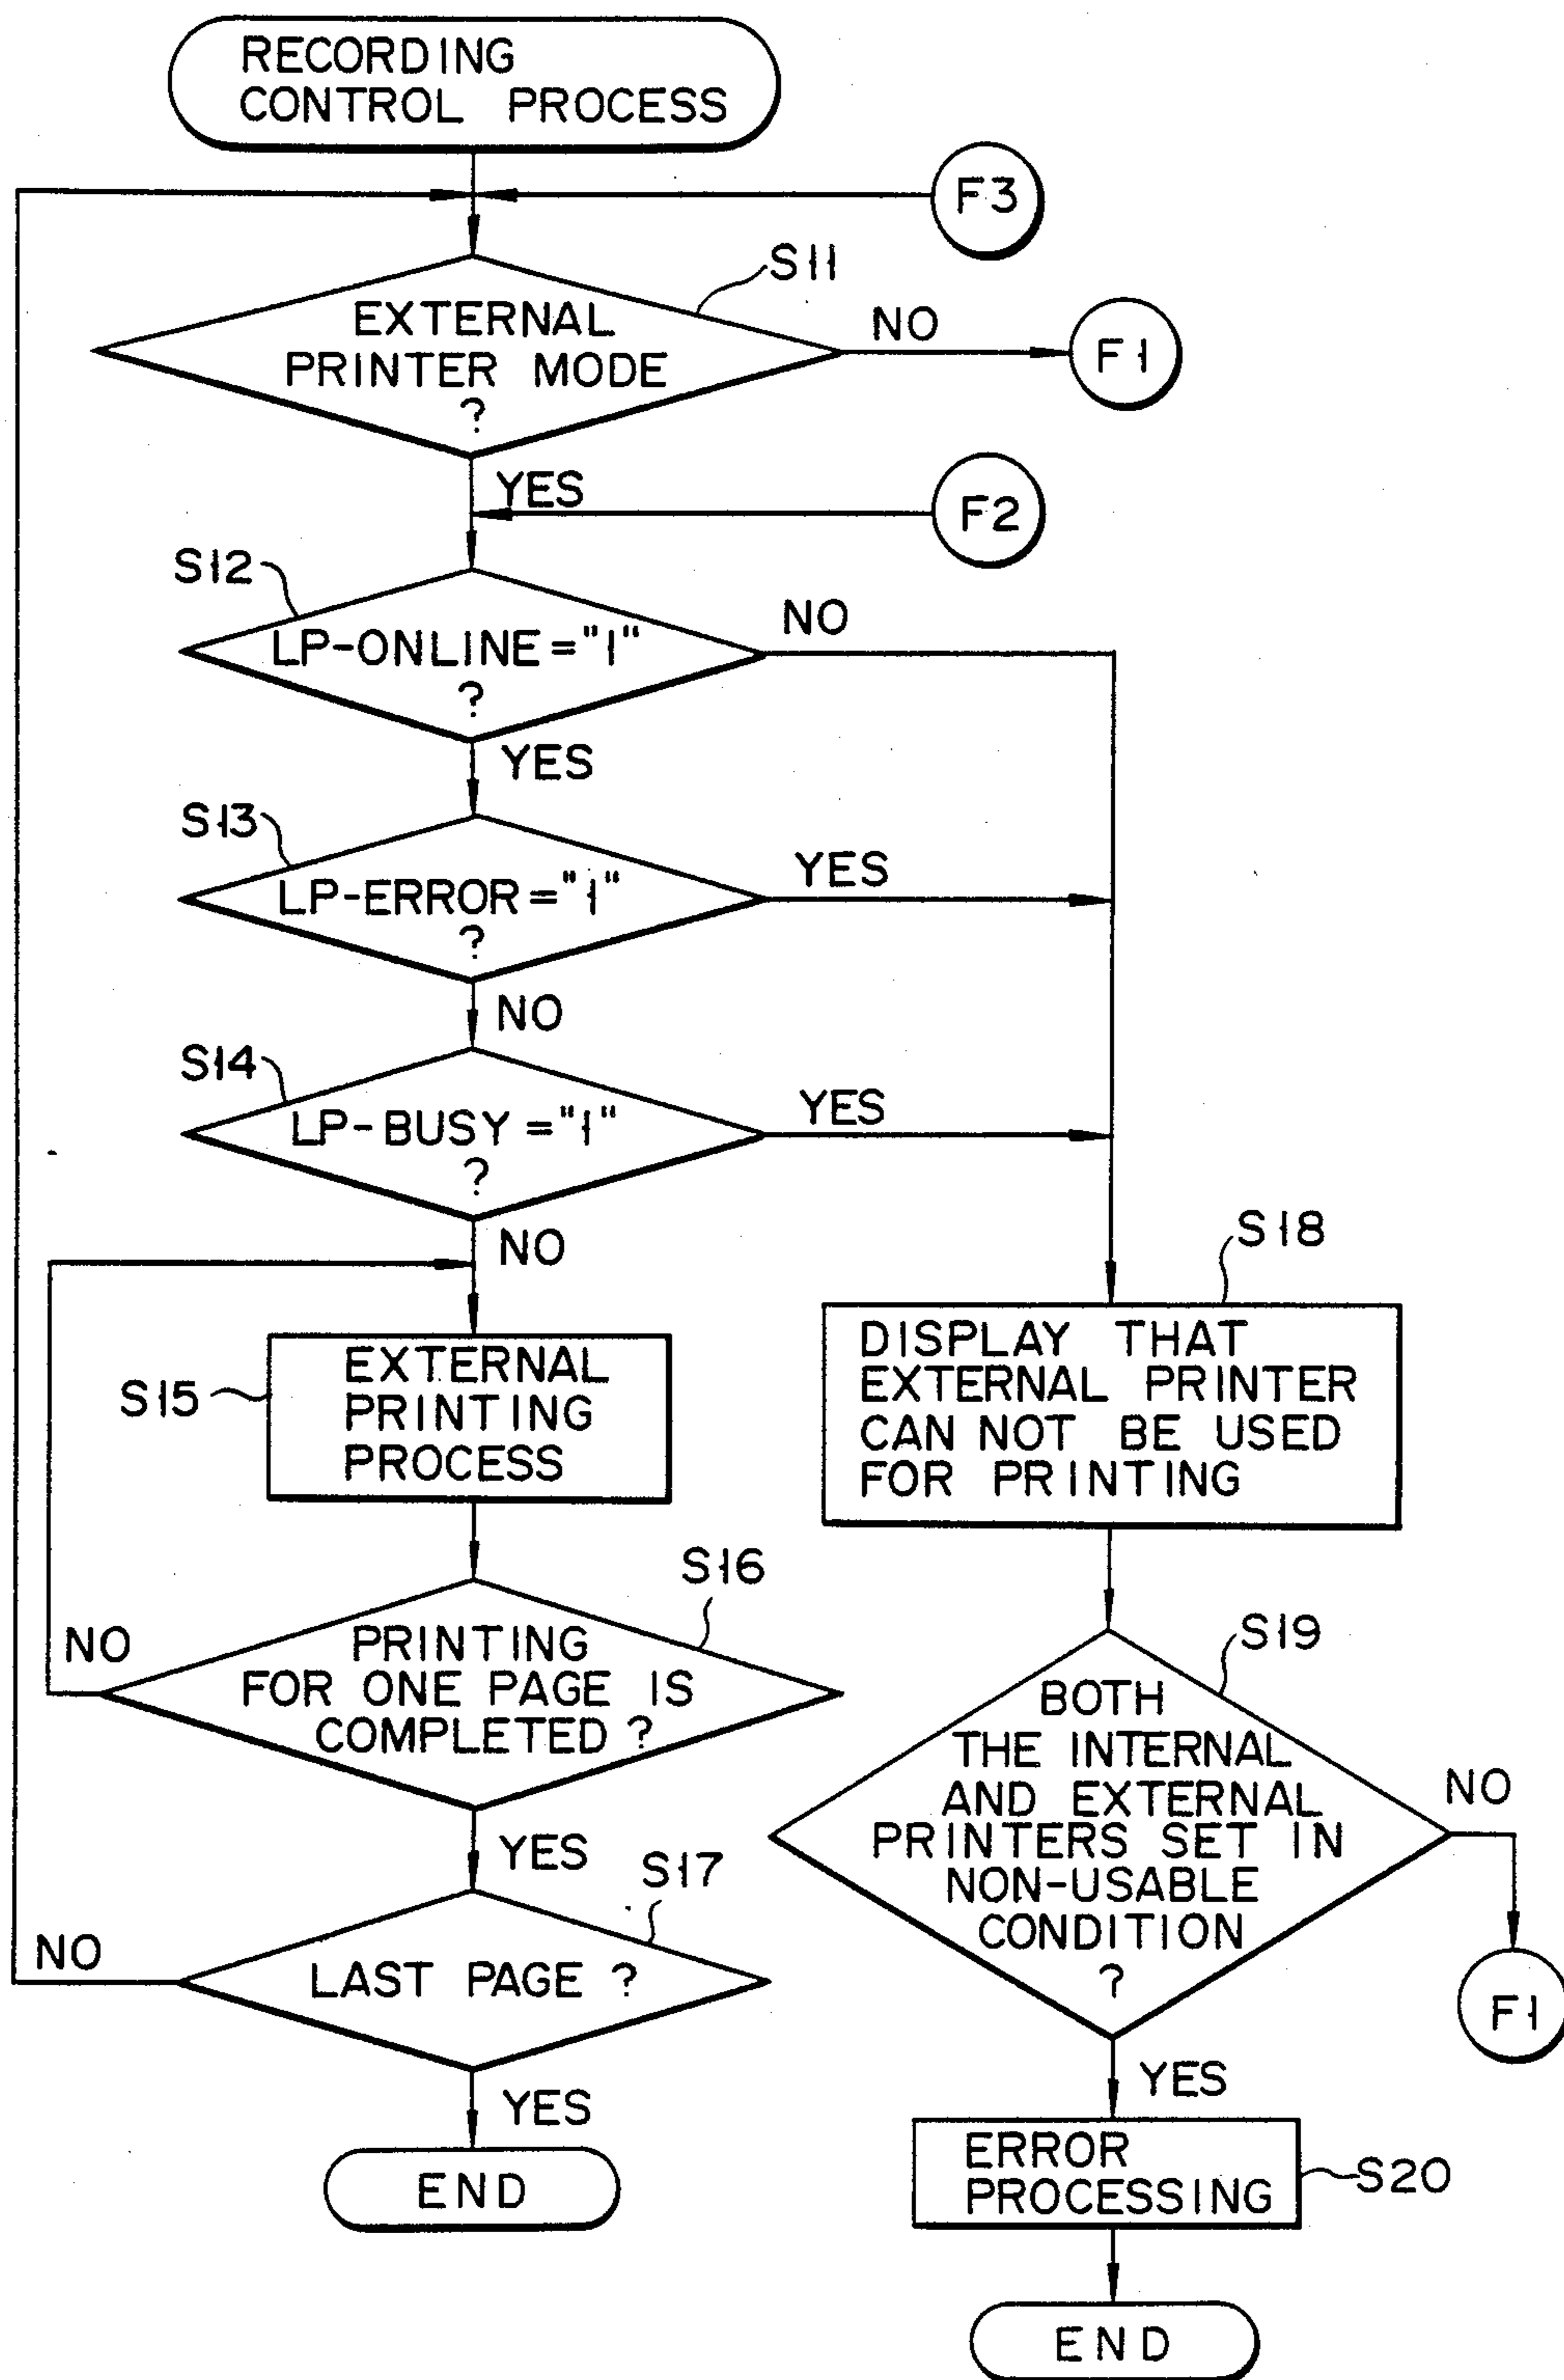 RECORDING
CONTROL PROCESS
F3
S11
EXTERNAL
PRINTER MODE
?
NO
F1
YES
F2
S12
LP-ONLINE="1"
?
NO
YES
S13
LP-ERROR="1"
?
YES
NO
S14
LP-BUSY="1"
?
YES
NO
S15
EXTERNAL
PRINTING
PROCESS
S18
DISPLAY THAT
EXTERNAL PRINTER
CAN NOT BE USED
FOR PRINTING
S16
PRINTING
FOR ONE PAGE IS
COMPLETED ?
NO
YES
S19
BOTH
THE INTERNAL
AND EXTERNAL
PRINTERS SET IN
NON-USABLE
CONDITION
?
NO
F1
S17
LAST PAGE ?
NO
YES
END
YES
ERROR
PROCESSING
S20
END